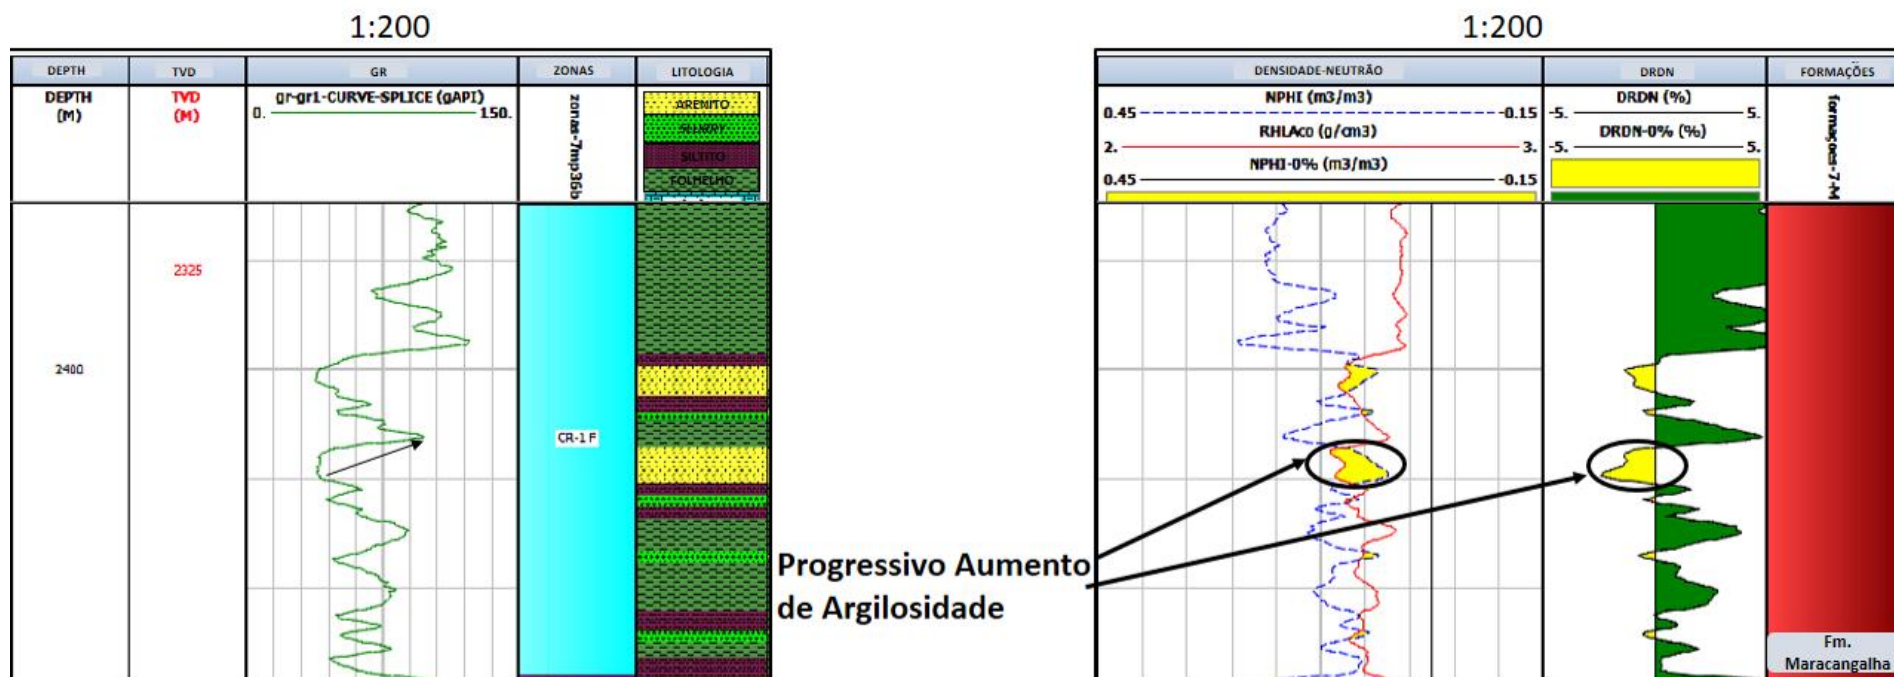 1:200
1:200
DEPTH
TVD
GR
ZONAS
LITOLOGIA
DEPTH
(M)
TVD
(M)
gr-gr1-CURVE-SPLICE (gAPI)
0.
150.
zonas-7mp36b
ARENITO
SLURRY
SILTITO
FOLHELHO
2325
2400
CR-1 F
DENSIDADE-NEUTRÃO
DRDN
FORMAÇÕES
NPHI (m3/m3)
0.45
-0.15
RHLAco (g/cm3)
2.
3.
NPHI-0% (m3/m3)
0.45
-0.15
DRDN (%)
-5.
5.
DRDN-0% (%)
-5.
5.
formaçoes-7-M
Progressivo Aumento
de Argilosidade
Fm.
Maracangalha